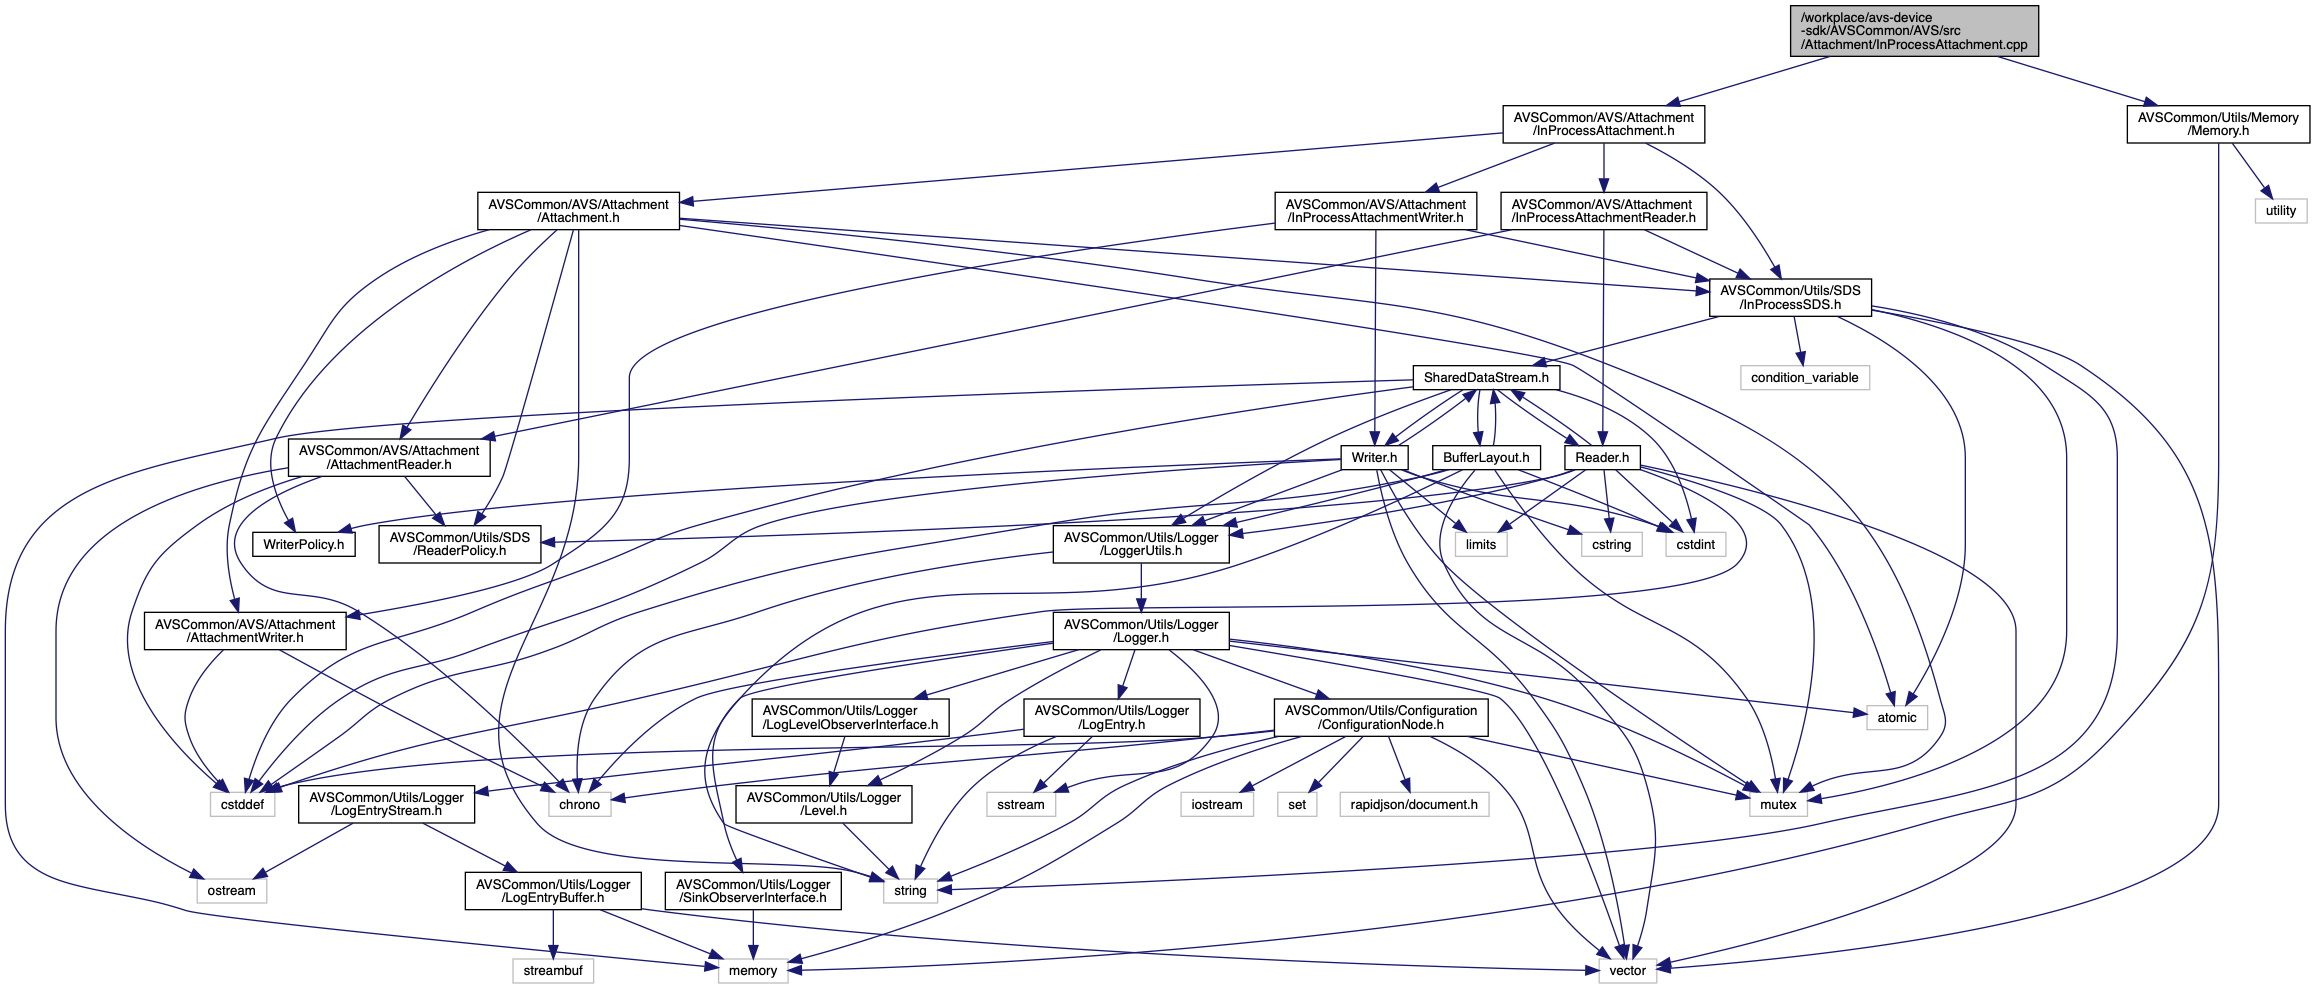 /workplace/avs-device
-sdk/AVSCommon/AVS/src
/Attachment/InProcessAttachment.cpp
AVSCommon/AVS/Attachment
/InProcessAttachment.h
AVSCommon/Utils/Memory
/Memory.h
AVSCommon/AVS/Attachment
/Attachment.h
AVSCommon/AVS/Attachment
/InProcessAttachmentWriter.h
AVSCommon/AVS/Attachment
/InProcessAttachmentReader.h
utility
AVSCommon/Utils/SDS
/InProcessSDS.h
SharedDataStream.h
condition_variable
AVSCommon/AVS/Attachment
/AttachmentReader.h
Writer.h
BufferLayout.h
Reader.h
WriterPolicy.h
AVSCommon/Utils/SDS
/ReaderPolicy.h
AVSCommon/Utils/Logger
/LoggerUtils.h
limits
cstring
cstdint
AVSCommon/AVS/Attachment
/AttachmentWriter.h
AVSCommon/Utils/Logger
/Logger.h
AVSCommon/Utils/Logger
/LogLevelObserverInterface.h
AVSCommon/Utils/Logger
/LogEntry.h
AVSCommon/Utils/Configuration
/ConfigurationNode.h
atomic
cstddef
AVSCommon/Utils/Logger
/LogEntryStream.h
chrono
AVSCommon/Utils/Logger
/Level.h
sstream
iostream
set
rapidjson/document.h
mutex
ostream
AVSCommon/Utils/Logger
/LogEntryBuffer.h
AVSCommon/Utils/Logger
/SinkObserverInterface.h
string
streambuf
memory
vector